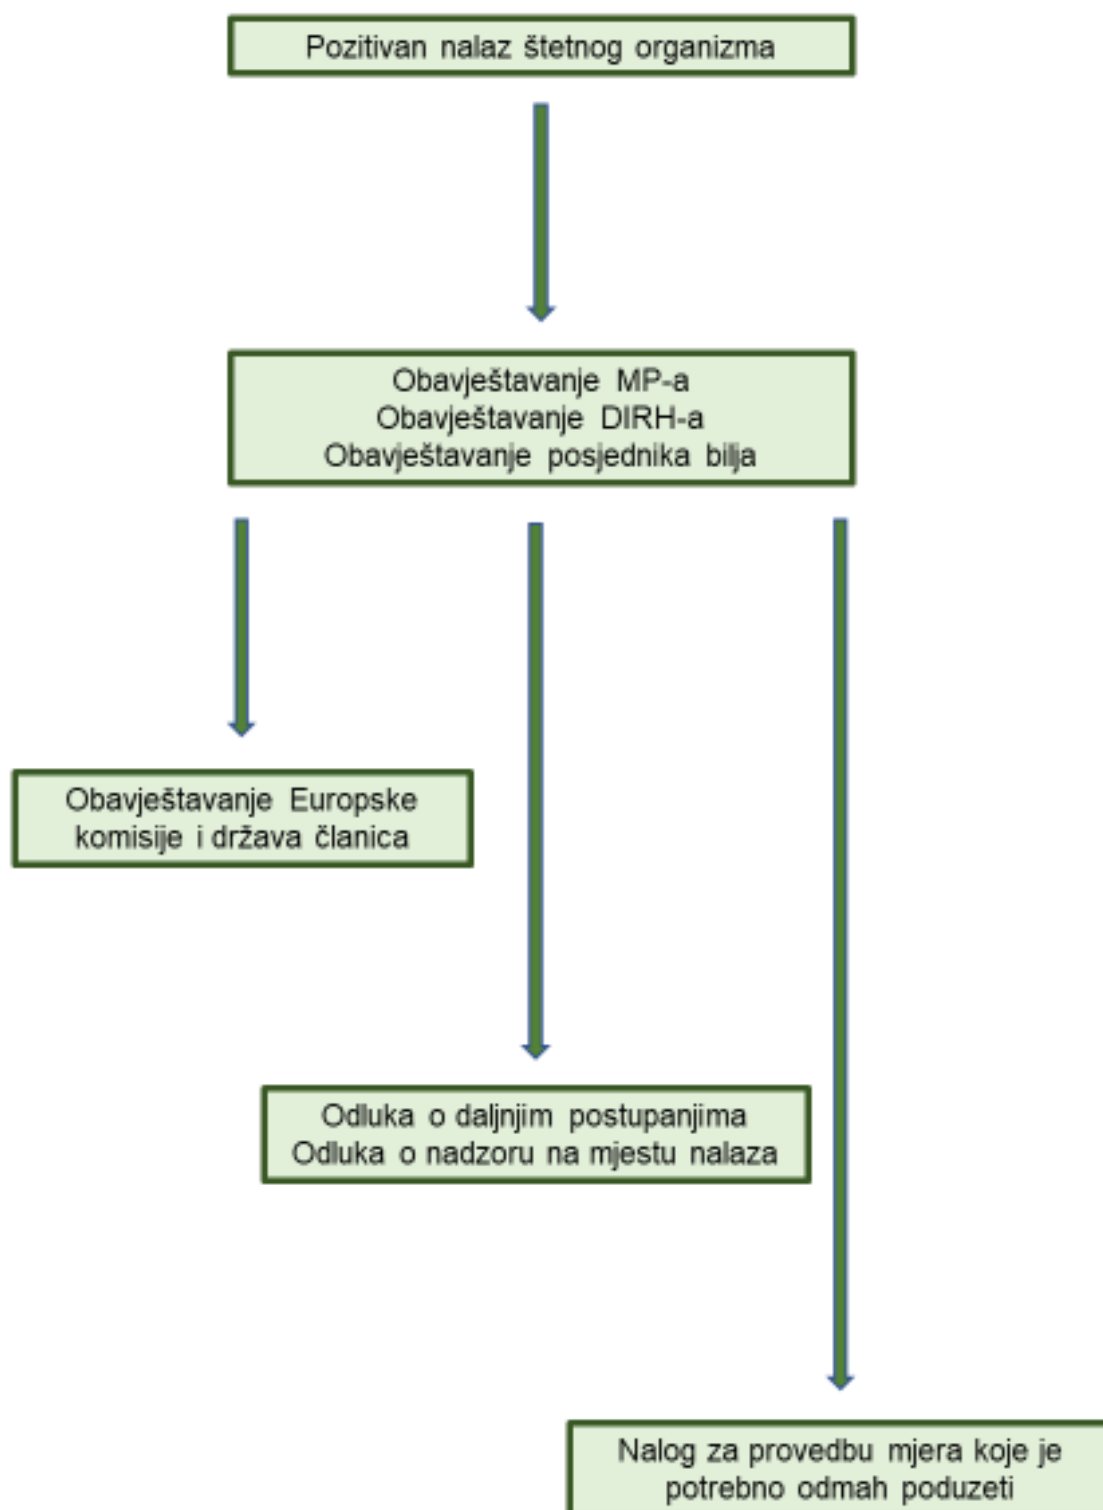 Pozitivan nalaz štetnog organizma
Obavještavanje MP-a
Obavještavanje DIRH-a
Obavještavanje posjednika bilja
Obavještavanje Europske
komisije i država članica
Odluka o daljnjim postupanjima
Odluka o nadzoru na mjestu nalaza
Nalog za provedbu mjera koje je
potrebno odmah poduzeti